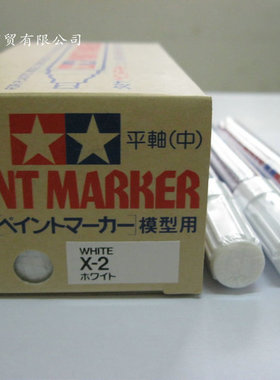 貿有限公司
平軸(中)
NT MARKER
ペイントマーカー]模型用
WHITE
X-2
ホワイト